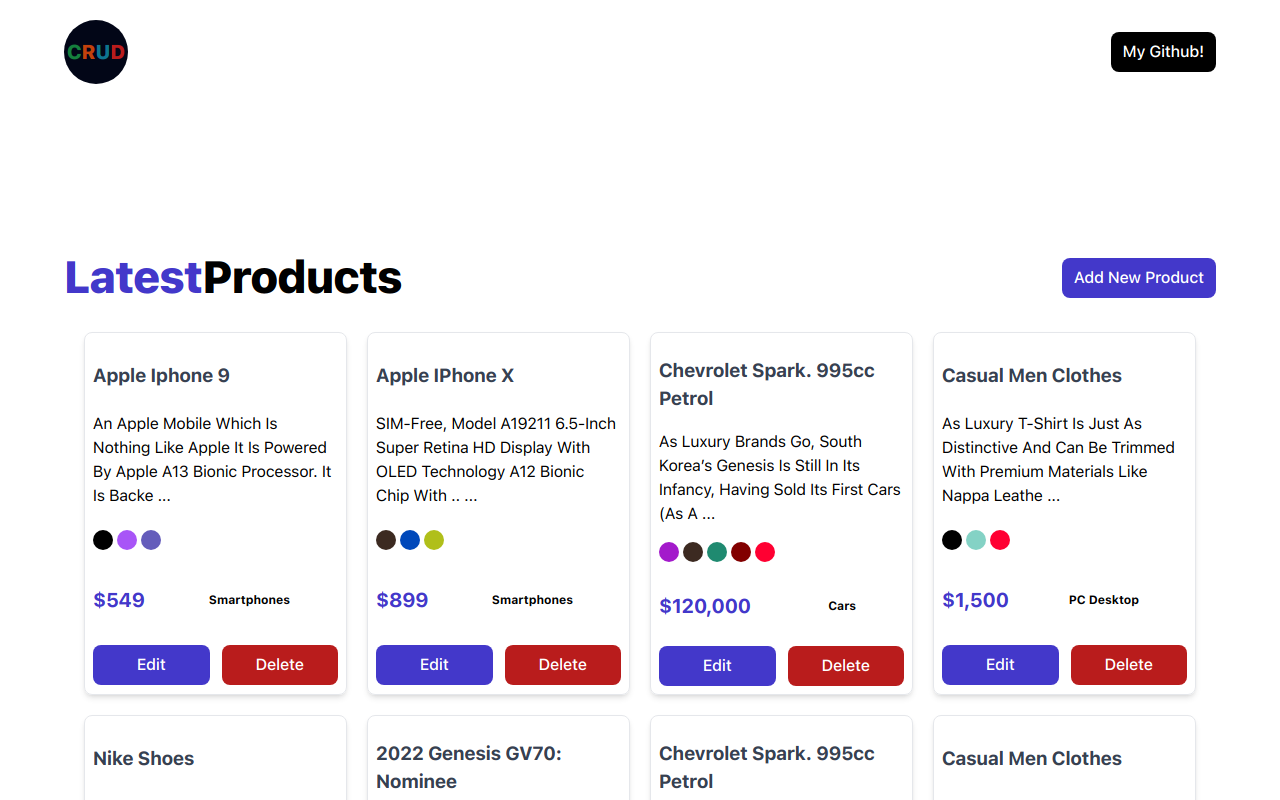 CRUD
My Github!
LatestProducts
Add New Product
Apple Iphone 9
An Apple Mobile Which Is
Nothing Like Apple It Is Powered
By Apple A13 Bionic Processor. It
Is Backe ...
$549
Smartphones
Edit
Delete
Apple IPhone X
SIM-Free, Model A19211 6.5-Inch
Super Retina HD Display With
OLED Technology A12 Bionic
Chip With .. ...
$899
Smartphones
Edit
Delete
Chevrolet Spark. 995cc
Petrol
As Luxury Brands Go, South
Korea’s Genesis Is Still In Its
Infancy, Having Sold Its First Cars
(As A ...
$120,000
Cars
Edit
Delete
Casual Men Clothes
As Luxury T-Shirt Is Just As
Distinctive And Can Be Trimmed
With Premium Materials Like
Nappa Leathe ...
$1,500
PC Desktop
Edit
Delete
Nike Shoes
2022 Genesis GV70:
Nominee
Chevrolet Spark. 995cc
Petrol
Casual Men Clothes